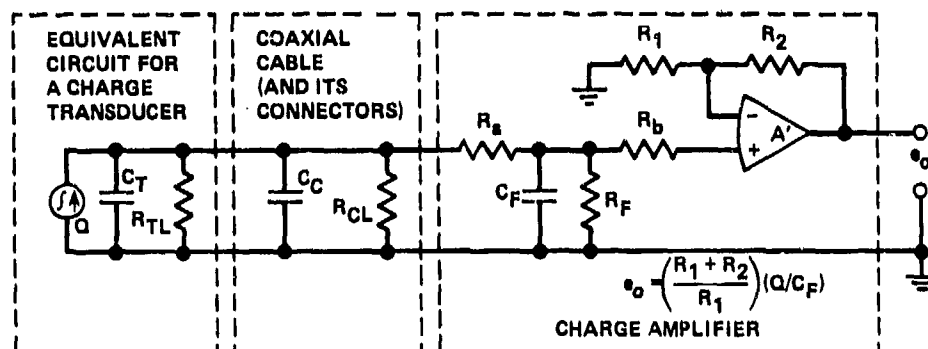 EQUIVALENT
CIRCUIT FOR
A CHARGE
TRANSDUCER
COAXIAL
CABLE
(AND ITS
CONNECTORS)
R1
R2
Ra
Rb
A'
-
+
eo
CT
RTL
Q
CC
RCL
CF
RF
eo = (R1 + R2 / R1) (Q/CF)
CHARGE AMPLIFIER